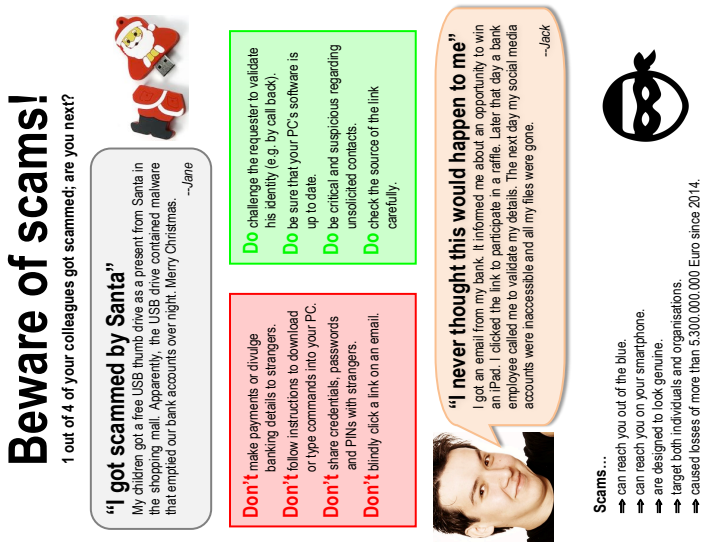 Beware of scams!
1 out of 4 of your colleagues got scammed; are you next?
“I got scammed by Santa”
My children got a free USB thumb drive as a present from Santa in
the shopping mall. Apparently, the USB drive contained malware
that emptied our bank accounts over night. Merry Christmas.
--Jane
Don’t make payments or divulge
banking details to strangers.
Don’t follow instructions to download
or type commands into your PC.
Don’t share credentials, passwords
and PINs with strangers.
Don’t blindly click a link on an email.
Do challenge the requester to validate
his identity (e.g. by call back).
Do be sure that your PC’s software is
up to date.
Do be critical and suspicious regarding
unsolicited contacts.
Do check the source of the link
carefully.
“I never thought this would happen to me”
I got an email from my bank. It informed me about an opportunity to win
an iPad. I clicked the link to participate in a raffle. Later that day a bank
employee called me to validate my details. The next day my social media
accounts were inaccessible and all my files were gone.
--Jack
Scams…
⇒ can reach you out of the blue.
⇒ can reach you on your smartphone.
⇒ are designed to look genuine.
⇒ target both individuals and organisations.
⇒ caused losses of more than 5.300.000.000 Euro since 2014.